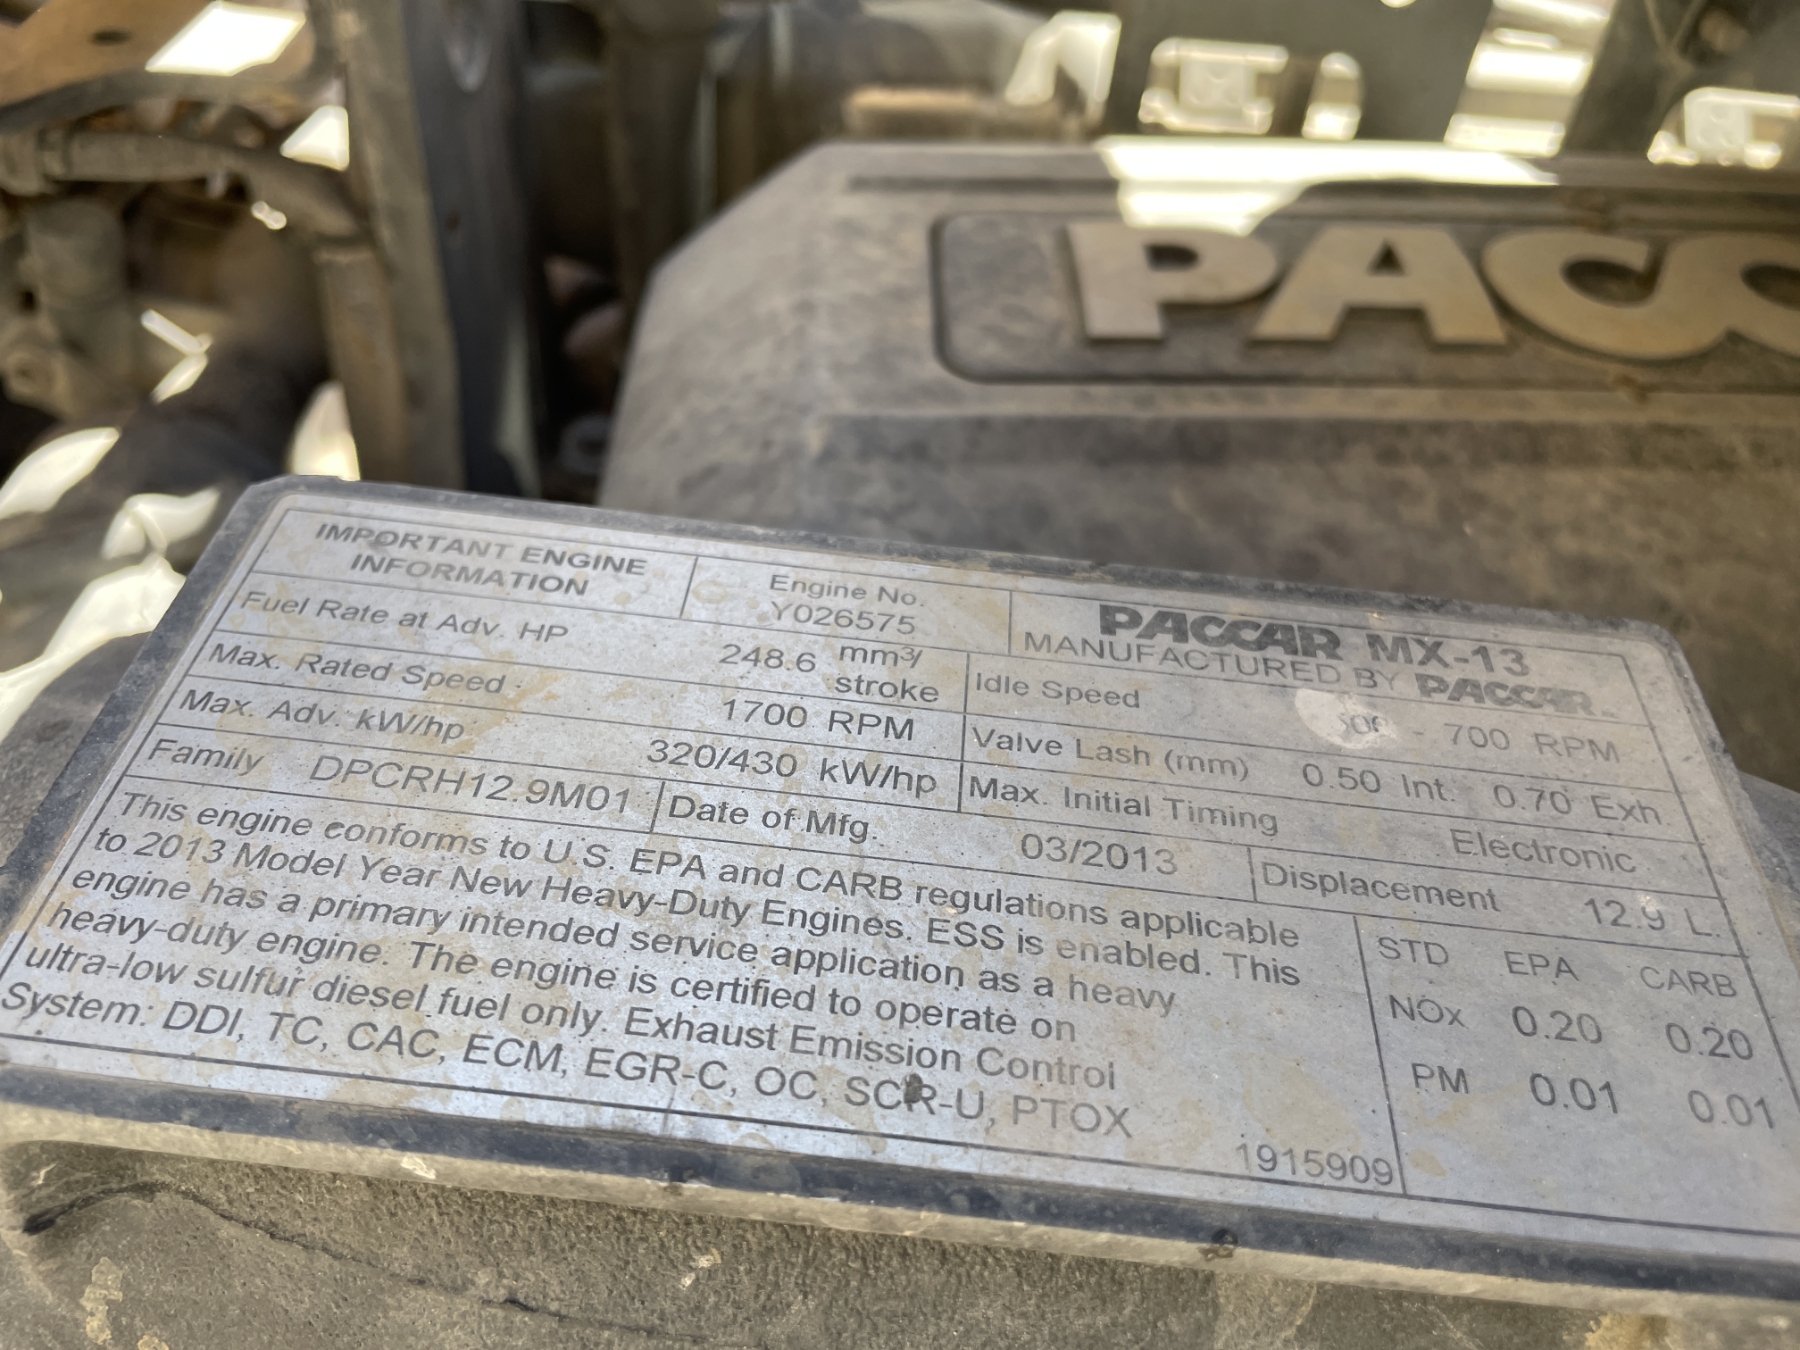 PACC
IMPORTANT ENGINE
INFORMATION
Engine No.
Y026575
PACCAR MX-13
MANUFACTURED BY PACCAR
Fuel Rate at Adv. HP 248.6 mm³/
stroke
Idle Speed - 700 RPM
Max. Rated Speed 1700 RPM
Valve Lash (mm) 0.50 Int. 0.70 Exh.
Max. Adv. kW/hp 320/430 kW/hp
Max. Initial Timing Electronic
Family DPCRH12.9M01
Date of Mfg. 03/2013
Displacement 12.9 L.
This engine conforms to U.S. EPA and CARB regulations applicable
to 2013 Model Year New Heavy-Duty Engines. ESS is enabled. This
engine has a primary intended service application as a heavy
heavy-duty engine. The engine is certified to operate on
ultra-low sulfur diesel fuel only. Exhaust Emission Control
System: DDI, TC, CAC, ECM, EGR-C, OC, SCR-U, PTOX
STD EPA CARB
NOx 0.20 0.20
PM 0.01 0.01
1915909